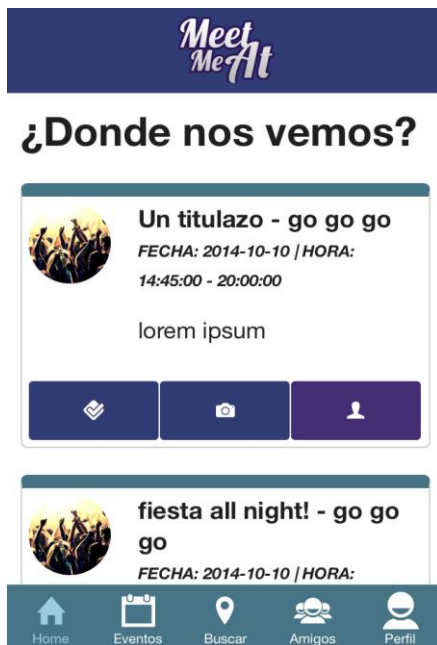 Meet
Me At
¿Donde nos vemos?
Un titulazo - go go go
FECHA: 2014-10-10 | HORA:
14:45:00 - 20:00:00
lorem ipsum
fiesta all night! - go go
go
FECHA: 2014-10-10 | HORA:
Home Eventos Buscar Amigos Perfil